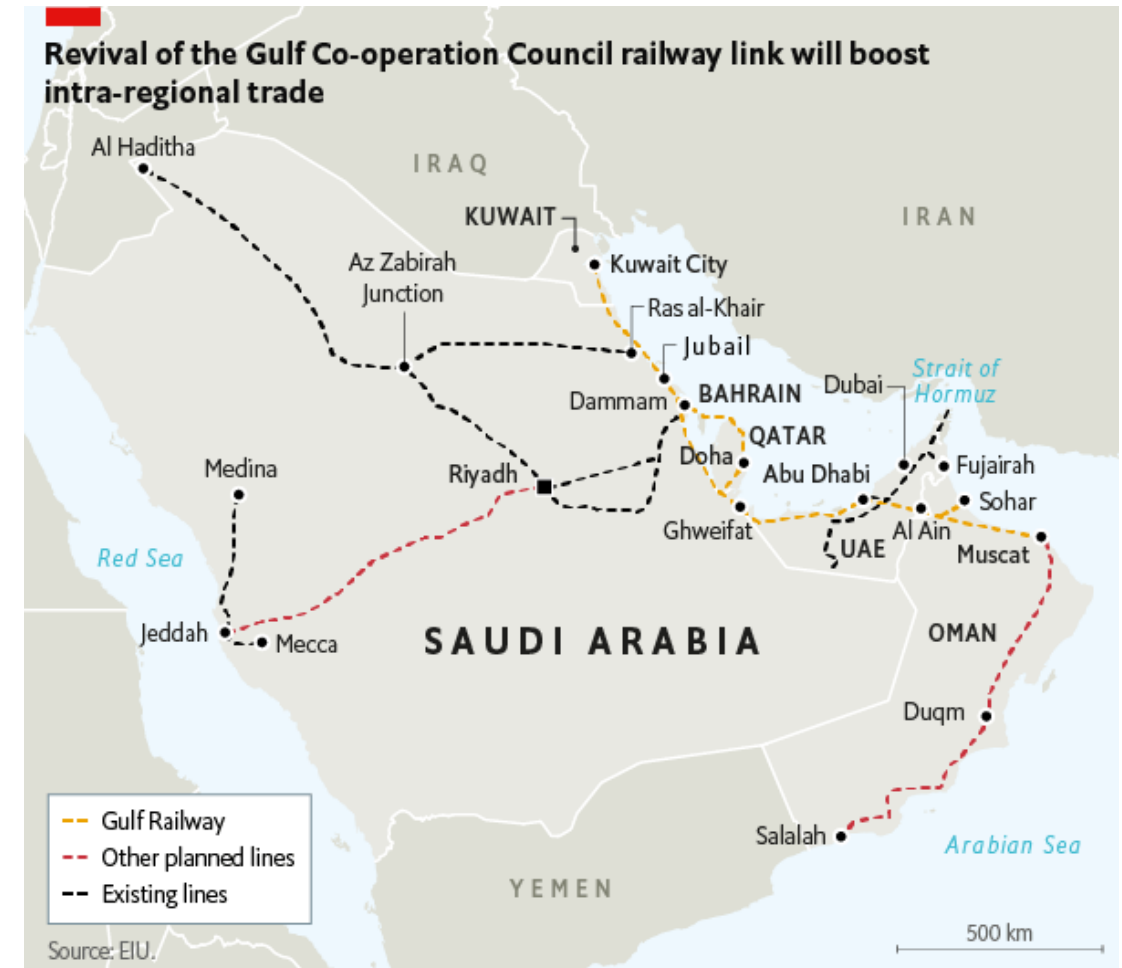 Revival of the Gulf Co-operation Council railway link will boost
intra-regional trade
Al Haditha
IRAQ
KUWAIT
IRAN
Kuwait City
Az Zabirah
Junction
Ras al-Khair
Jubail
Strait of
Hormuz
Dubai
Dammam
BAHRAIN
QATAR
Doha
Medina
Riyadh
Abu Dhabi
Fujairah
Sohar
Ghweifat
Al Ain
UAE
Muscat
Red Sea
Jeddah
Mecca
SAUDI ARABIA
OMAN
Duqm
Gulf Railway
Other planned lines
Existing lines
Salalah
Arabian Sea
YEMEN
500 km
Source: EIU.